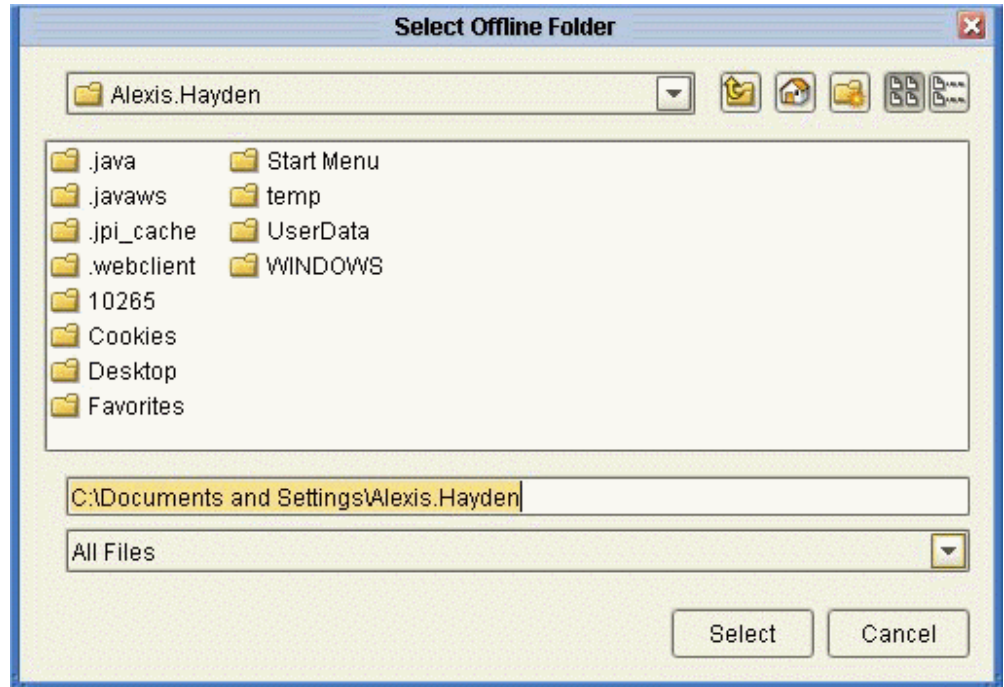 Select Offline Folder
Alexis.Hayden
.java
.javaws
.jpi_cache
.webclient
10265
Cookies
Desktop
Favorites
Start Menu
temp
UserData
WINDOWS
C:\Documents and Settings\Alexis.Hayden
All Files
Select Cancel